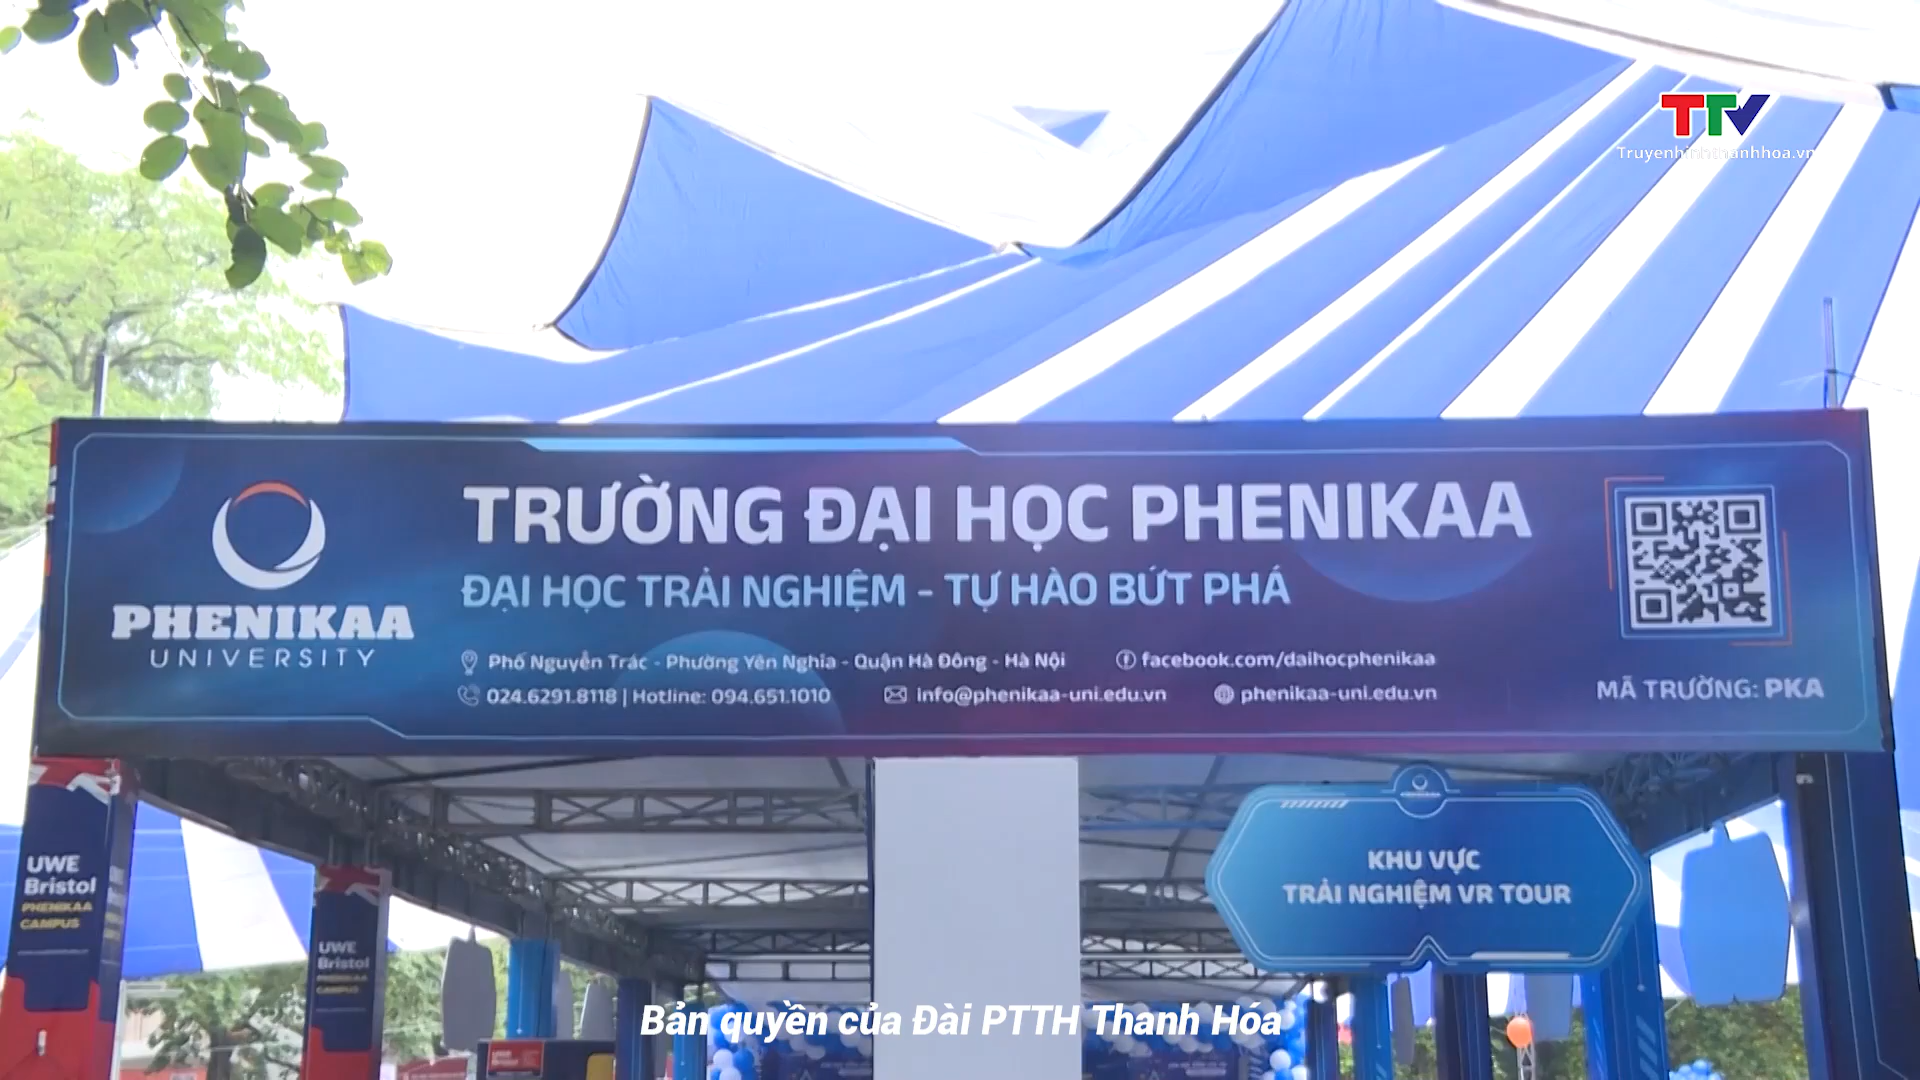 TTV
Truyenhinhthanhhoa.vn
TRƯỜNG ĐẠI HỌC PHENIKAA
ĐẠI HỌC TRẢI NGHIỆM - TỰ HÀO BỨT PHÁ
PHENIKAA
UNIVERSITY
Phố Nguyễn Trác - Phường Yên Nghĩa - Quận Hà Đông - Hà Nội
facebook.com/daihocphenikaa
024.6291.8118 | Hotline: 094.651.1010
info@phenikaa-uni.edu.vn
phenikaa-uni.edu.vn
MÃ TRƯỜNG: PKA
KHU VỰC
TRẢI NGHIỆM VR TOUR
UWE
Bristol
PHENIKAA
CAMPUS
UWE
Bristol
PHENIKAA
CAMPUS
Bản quyền của Đài PTTH Thanh Hóa